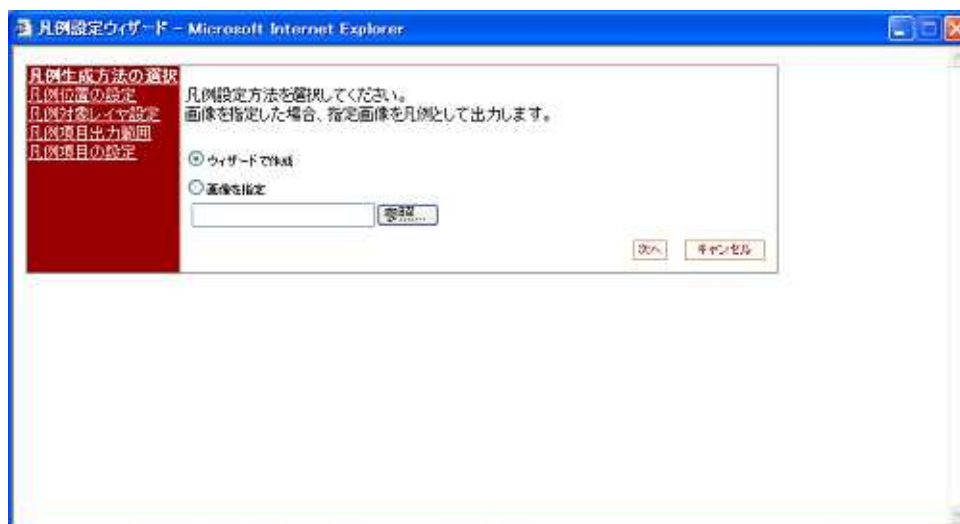 凡例設定ウィザード - Microsoft Internet Explorer
凡例生成方法の選択
凡例位置の設定
凡例対象レイヤ設定
凡例項目出力範囲
凡例項目の設定
凡例設定方法を選択してください。
画像を指定した場合、指定画像を凡例として出力します。
ウィザードで作成
画像を指定
参照...
次へ
キャンセル